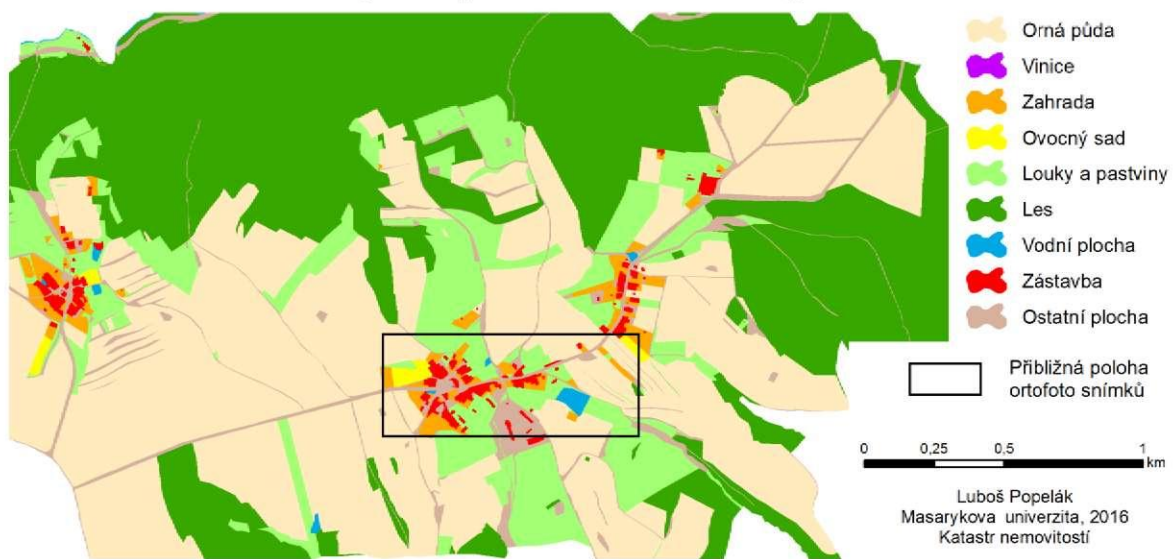 Orná půda
Vinice
Zahrada
Ovocný sad
Louky a pastviny
Les
Vodní plocha
Zástavba
Ostatní plocha
Přibližná poloha
ortofoto snímků
0 0,25 0,5 1
km
Luboš Popelák
Masarykova univerzita, 2016
Katastr nemovitostí